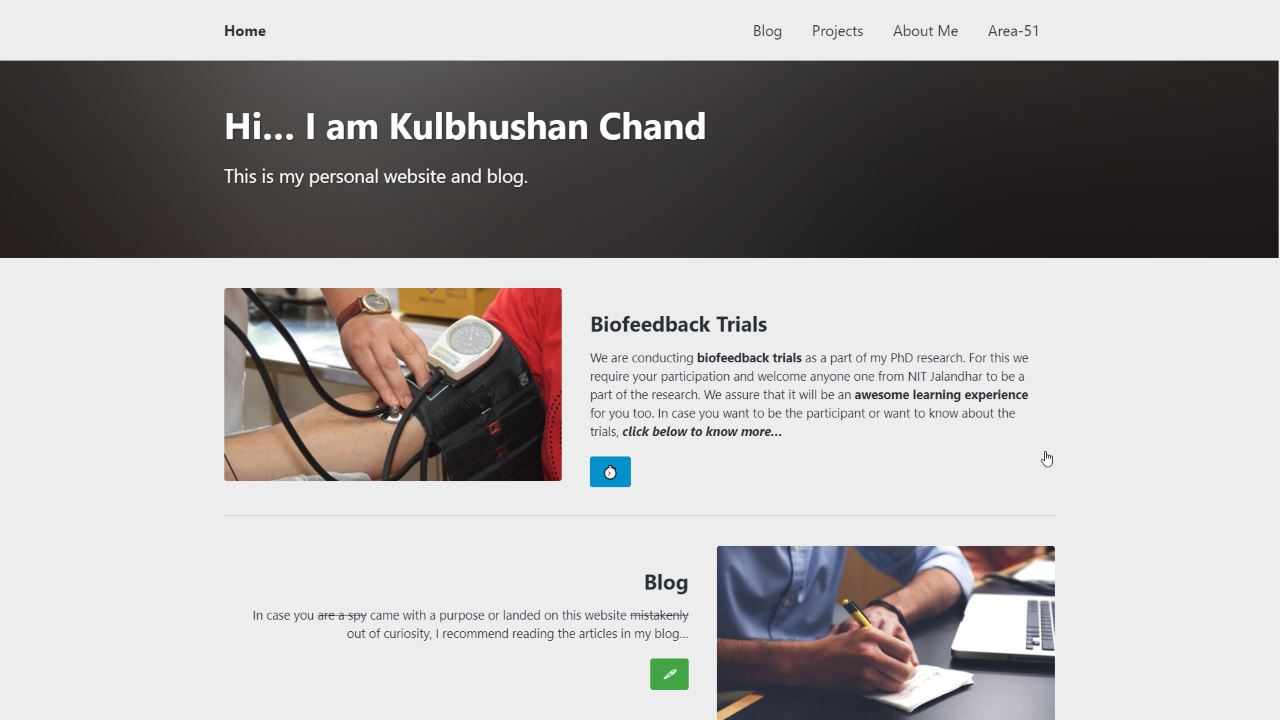 Home
Blog
Projects
About Me
Area-51
Hi... I am Kulbhushan Chand
This is my personal website and blog.
Biofeedback Trials
We are conducting biofeedback trials as a part of my PhD research. For this we
require your participation and welcome anyone one from NIT Jalandhar to be a
part of the research. We assure that it will be an awesome learning experience
for you too. In case you want to be the participant or want to know about the
trials, click below to know more...
Blog
In case you are a spy came with a purpose or landed on this website mistakenly
out of curiosity, I recommend reading the articles in my blog...